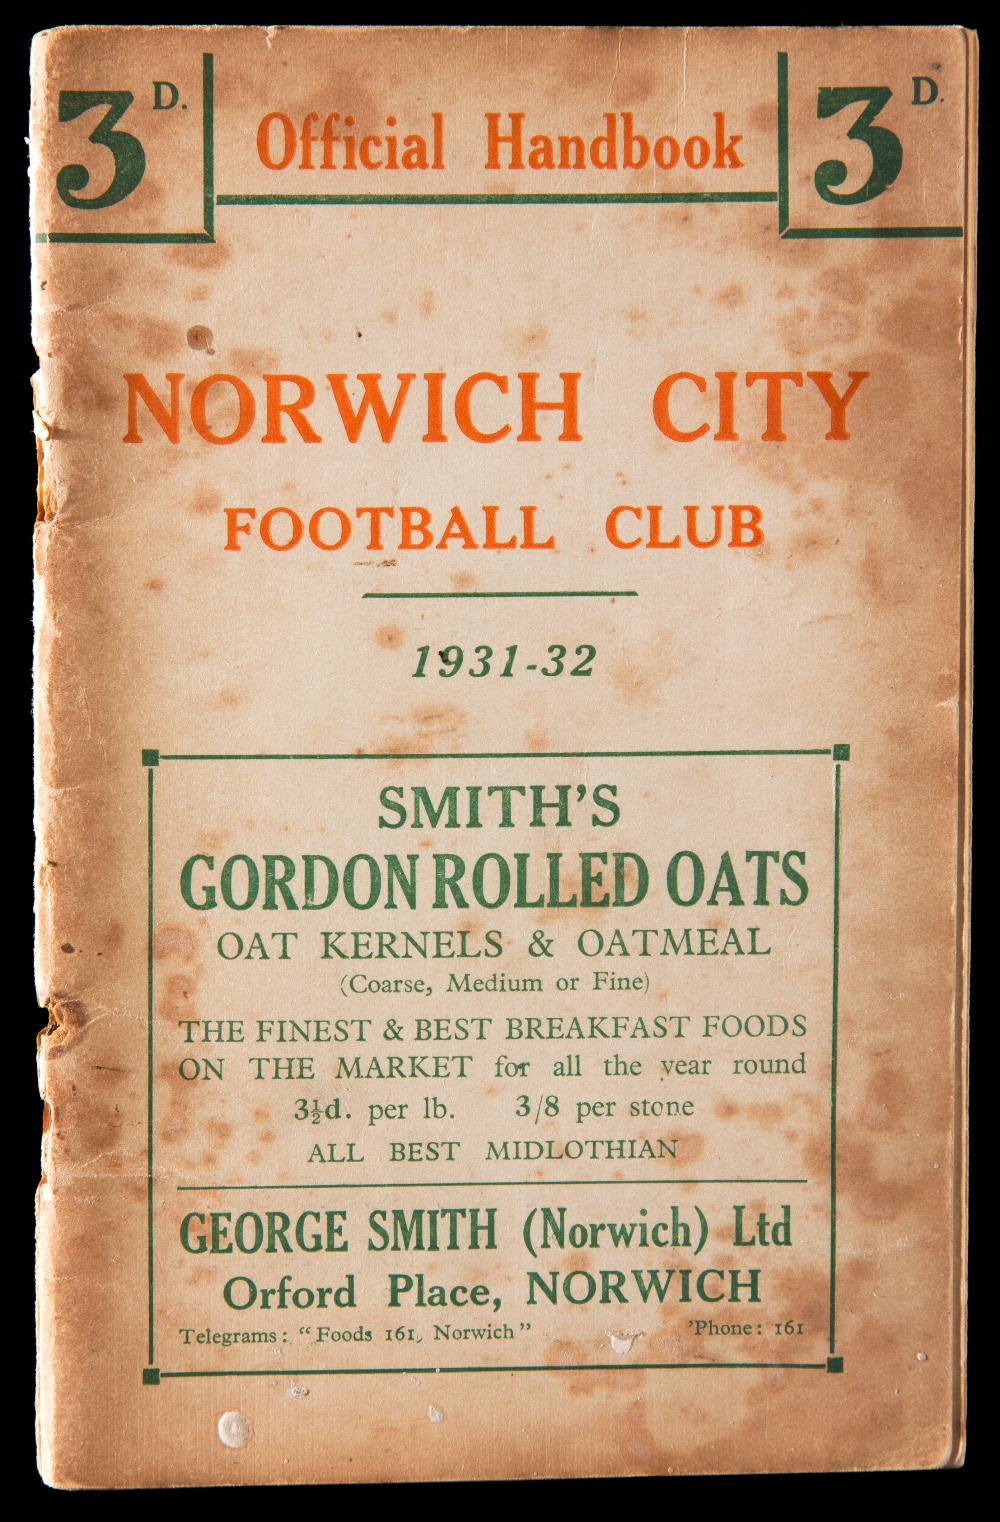 3D.
Official Handbook
3D.
NORWICH CITY
FOOTBALL CLUB
1931-32
SMITH'S
GORDON ROLLED OATS
OAT KERNELS & OATMEAL
(Coarse, Medium or Fine)
THE FINEST & BEST BREAKFAST FOODS
ON THE MARKET for all the year round
3½d. per lb. 3/8 per stone
ALL BEST MIDLOTHIAN
GEORGE SMITH (Norwich) Ltd
Orford Place, NORWICH
Telegrams: "Foods 161, Norwich" 'Phone: 161